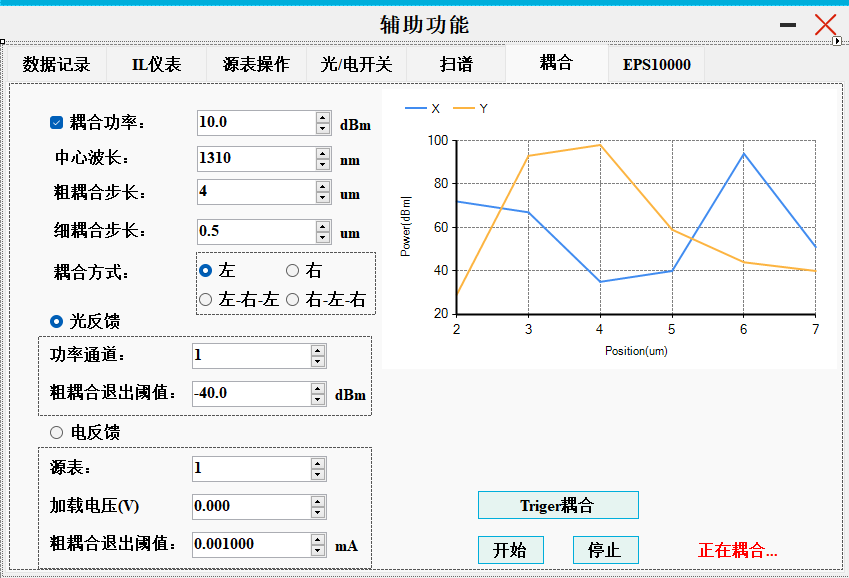 辅助功能
数据记录 IL仪表 源表操作 光/电开关 扫谱 耦合 EPS10000
耦合功率： 10.0 dBm
中心波长： 1310 nm
粗耦合步长： 4 um
细耦合步长： 0.5 um
耦合方式： 左 右
左-右-左 右-左-右
光反馈
功率通道： 1
粗耦合退出阈值： -40.0 dBm
电反馈
源表： 1
加载电压(V) 0.000
粗耦合退出阈值： 0.001000 mA
X Y
100
80
60
40
20
Power[dBm]
2 3 4 5 6 7
Position(um)
Triger耦合
开始 停止 正在耦合...